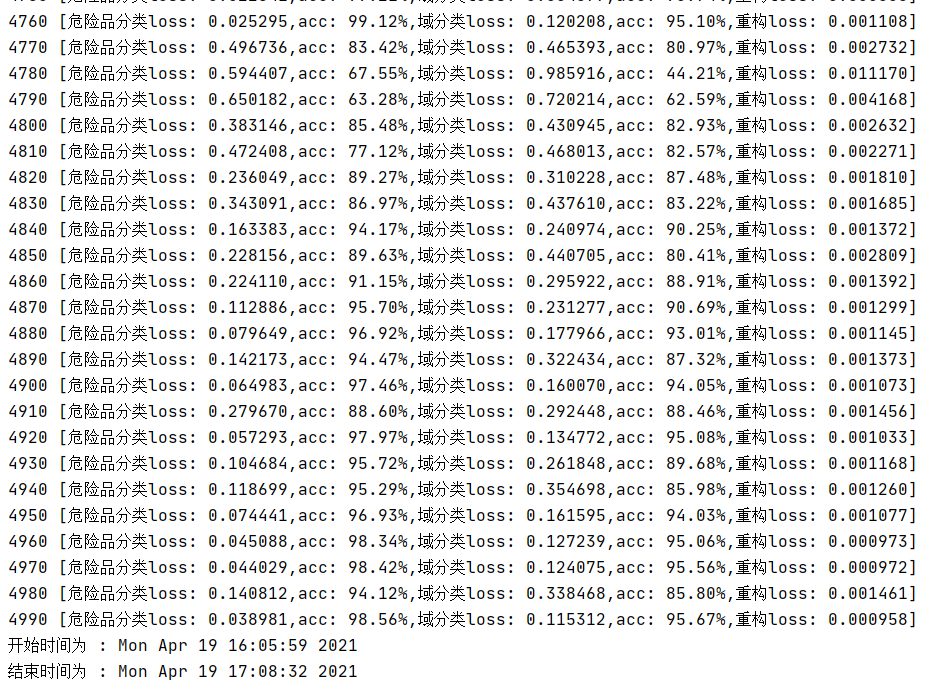 4760 [危险品分类loss: 0.025295,acc: 99.12%,域分类loss: 0.120208,acc: 95.10%,重构loss: 0.001108]
4770 [危险品分类loss: 0.496736,acc: 83.42%,域分类loss: 0.465393,acc: 80.97%,重构loss: 0.002732]
4780 [危险品分类loss: 0.594407,acc: 67.55%,域分类loss: 0.985916,acc: 44.21%,重构loss: 0.011170]
4790 [危险品分类loss: 0.650182,acc: 63.28%,域分类loss: 0.720214,acc: 62.59%,重构loss: 0.004168]
4800 [危险品分类loss: 0.383146,acc: 85.48%,域分类loss: 0.430945,acc: 82.93%,重构loss: 0.002632]
4810 [危险品分类loss: 0.472408,acc: 77.12%,域分类loss: 0.468013,acc: 82.57%,重构loss: 0.002271]
4820 [危险品分类loss: 0.236049,acc: 89.27%,域分类loss: 0.310228,acc: 87.48%,重构loss: 0.001810]
4830 [危险品分类loss: 0.343091,acc: 86.97%,域分类loss: 0.437610,acc: 83.22%,重构loss: 0.001685]
4840 [危险品分类loss: 0.163383,acc: 94.17%,域分类loss: 0.240974,acc: 90.25%,重构loss: 0.001372]
4850 [危险品分类loss: 0.228156,acc: 89.63%,域分类loss: 0.440705,acc: 80.41%,重构loss: 0.002809]
4860 [危险品分类loss: 0.224110,acc: 91.15%,域分类loss: 0.295922,acc: 88.91%,重构loss: 0.001392]
4870 [危险品分类loss: 0.112886,acc: 95.70%,域分类loss: 0.231277,acc: 90.69%,重构loss: 0.001299]
4880 [危险品分类loss: 0.079649,acc: 96.92%,域分类loss: 0.177966,acc: 93.01%,重构loss: 0.001145]
4890 [危险品分类loss: 0.142173,acc: 94.47%,域分类loss: 0.322434,acc: 87.32%,重构loss: 0.001373]
4900 [危险品分类loss: 0.064983,acc: 97.46%,域分类loss: 0.160070,acc: 94.05%,重构loss: 0.001073]
4910 [危险品分类loss: 0.279670,acc: 88.60%,域分类loss: 0.292448,acc: 88.46%,重构loss: 0.001456]
4920 [危险品分类loss: 0.057293,acc: 97.97%,域分类loss: 0.134772,acc: 95.08%,重构loss: 0.001033]
4930 [危险品分类loss: 0.104684,acc: 95.72%,域分类loss: 0.261848,acc: 89.68%,重构loss: 0.001168]
4940 [危险品分类loss: 0.118699,acc: 95.29%,域分类loss: 0.354698,acc: 85.98%,重构loss: 0.001260]
4950 [危险品分类loss: 0.074441,acc: 96.93%,域分类loss: 0.161595,acc: 94.03%,重构loss: 0.001077]
4960 [危险品分类loss: 0.045088,acc: 98.34%,域分类loss: 0.127239,acc: 95.06%,重构loss: 0.000973]
4970 [危险品分类loss: 0.044029,acc: 98.42%,域分类loss: 0.124075,acc: 95.56%,重构loss: 0.000972]
4980 [危险品分类loss: 0.140812,acc: 94.12%,域分类loss: 0.338468,acc: 85.80%,重构loss: 0.001461]
4990 [危险品分类loss: 0.038981,acc: 98.56%,域分类loss: 0.115312,acc: 95.67%,重构loss: 0.000958]
开始时间为 : Mon Apr 19 16:05:59 2021
结束时间为 : Mon Apr 19 17:08:32 2021